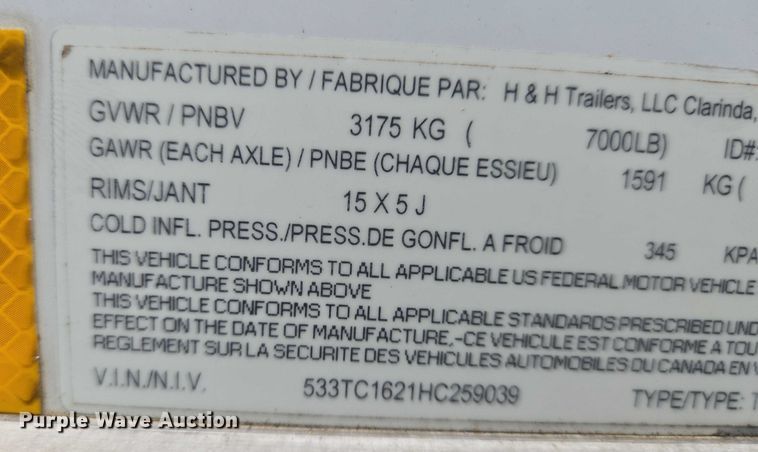 MANUFACTURED BY / FABRIQUE PAR: H & H Trailers, LLC Clarinda,
GVWR / PNBV 3175 KG ( 7000LB) ID#:
GAWR (EACH AXLE) / PNBE (CHAQUE ESSIEU) 1591 KG (
RIMS/JANT 15 X 5 J
COLD INFL. PRESS./PRESS.DE GONFL. A FROID 345 KPA
THIS VEHICLE CONFORMS TO ALL APPLICABLE US FEDERAL MOTOR VEHICLE
MANUFACTURE SHOWN ABOVE
THIS VEHICLE CONFORMS TO ALL APPLICABLE STANDARDS PRESCRIBED UND
EFFECT ON THE DATE OF MANUFACTURE,-CE VEHICULE EST CONFORME A TOU
REGLEMENT SUR LA SECURITE DES VEHICULES AUTOMOBILES DU CANADA EN V
V.I.N./N.I.V. 533TC1621HC259039 TYPE/TYPE: T
Purple Wave Auction